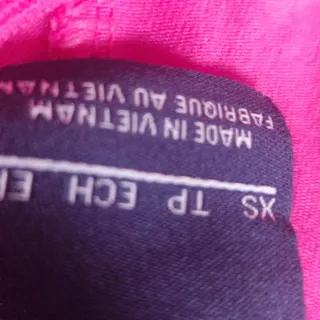 XS TP ECH
MADE IN VIETNAM
FABRIQUE AU VIETNAM